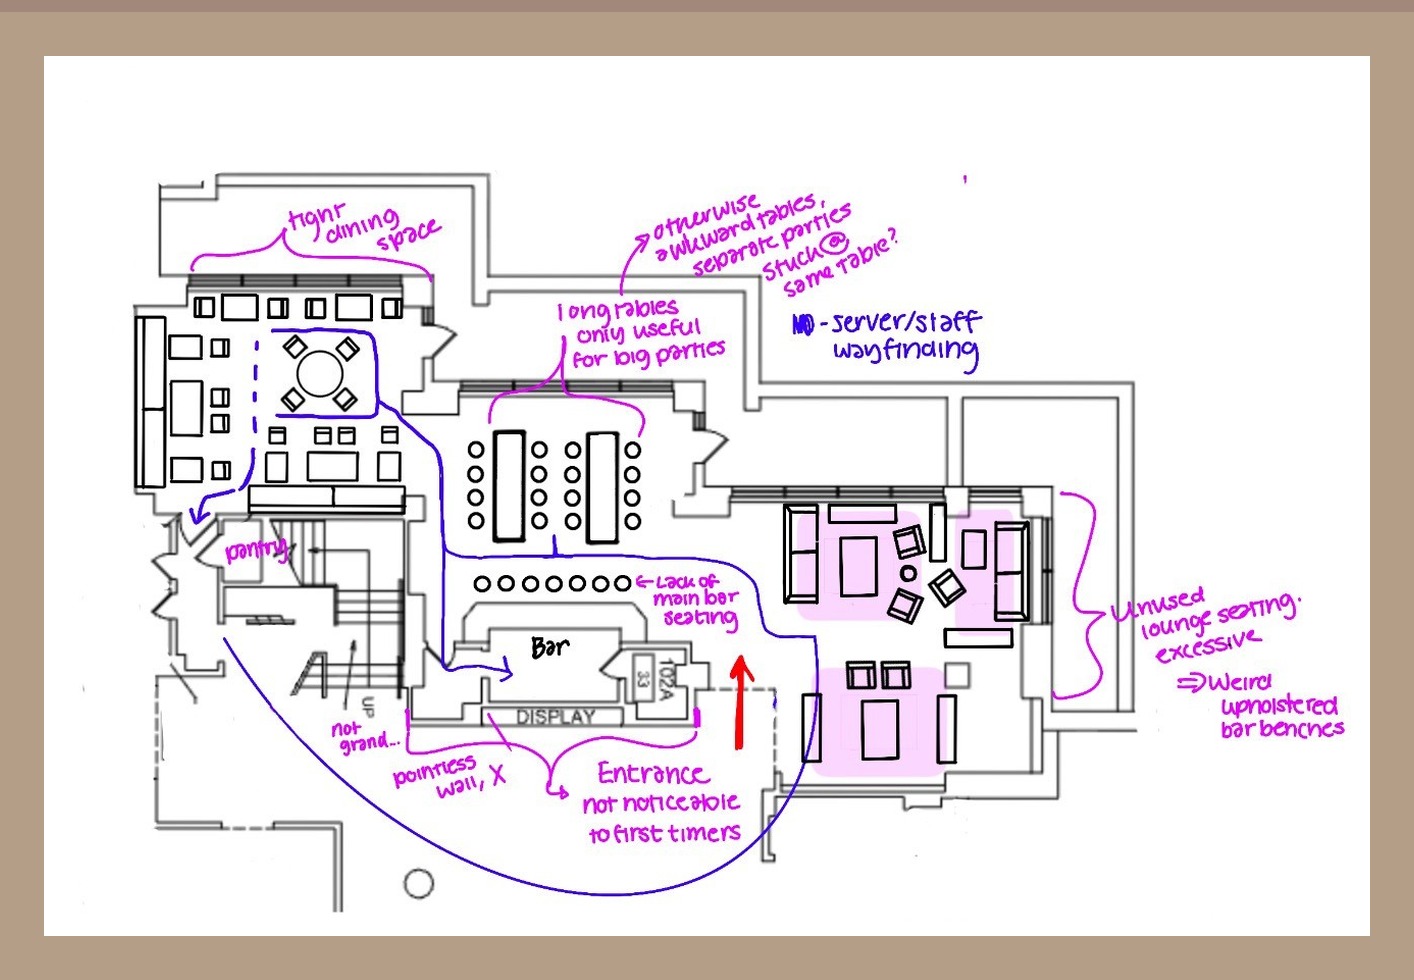 tight
dining
space
otherwise
awkward tables,
separate parties
stuck @
same table?
long tables
only useful
for big parties
- server/staff
wayfinding
pantry
← Lack of
main bar
seating
Bar
102A
33
DISPLAY
UP
not
grand...
pointless
wall, X
Entrance
not noticeable
to first timers
Unused
lounge seating.
excessive
⇒ Weird
upholstered
bar benches